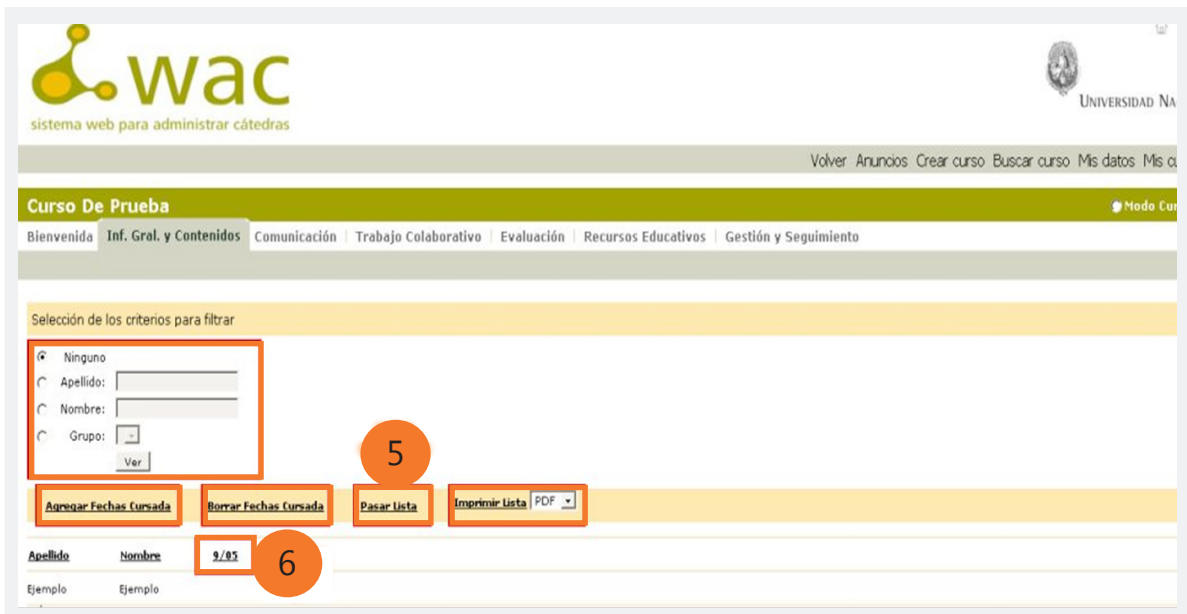 wac
sistema web para administrar cátedras
UNIVERSIDAD NA
Volver Anuncios Crear curso Buscar curso Mis datos Mis
Curso De Prueba
Modo Cur
Bienvenida Inf. Gral. y Contenidos Comunicación Trabajo Colaborativo Evaluación Recursos Educativos Gestión y Seguimiento
Selección de los criterios para filtrar
Ninguno
Apellido:
Nombre:
Grupo:
Ver
5
Agregar Fechas Cursada Borrar Fechas Cursada Pasar Lista Imprimir Lista PDF
Apellido Nombre 9/05
6
Ejemplo Ejemplo